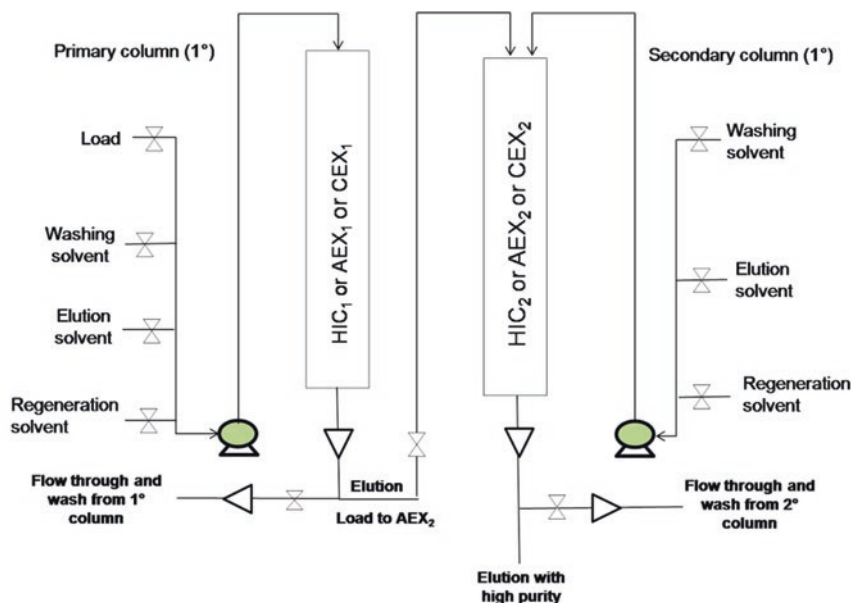 Primary column (1°)
Secondary column (1°)
Load
Washing
solvent
Elution
solvent
Regeneration
solvent
HIC₁ or AEX₁ or CEX₁
HIC₂ or AEX₂ or CEX₂
Washing
solvent
Elution
solvent
Regeneration
solvent
Flow through and
wash from 1°
column
Elution
Load to AEX₂
Flow through and
wash from 2°
column
Elution with
high purity